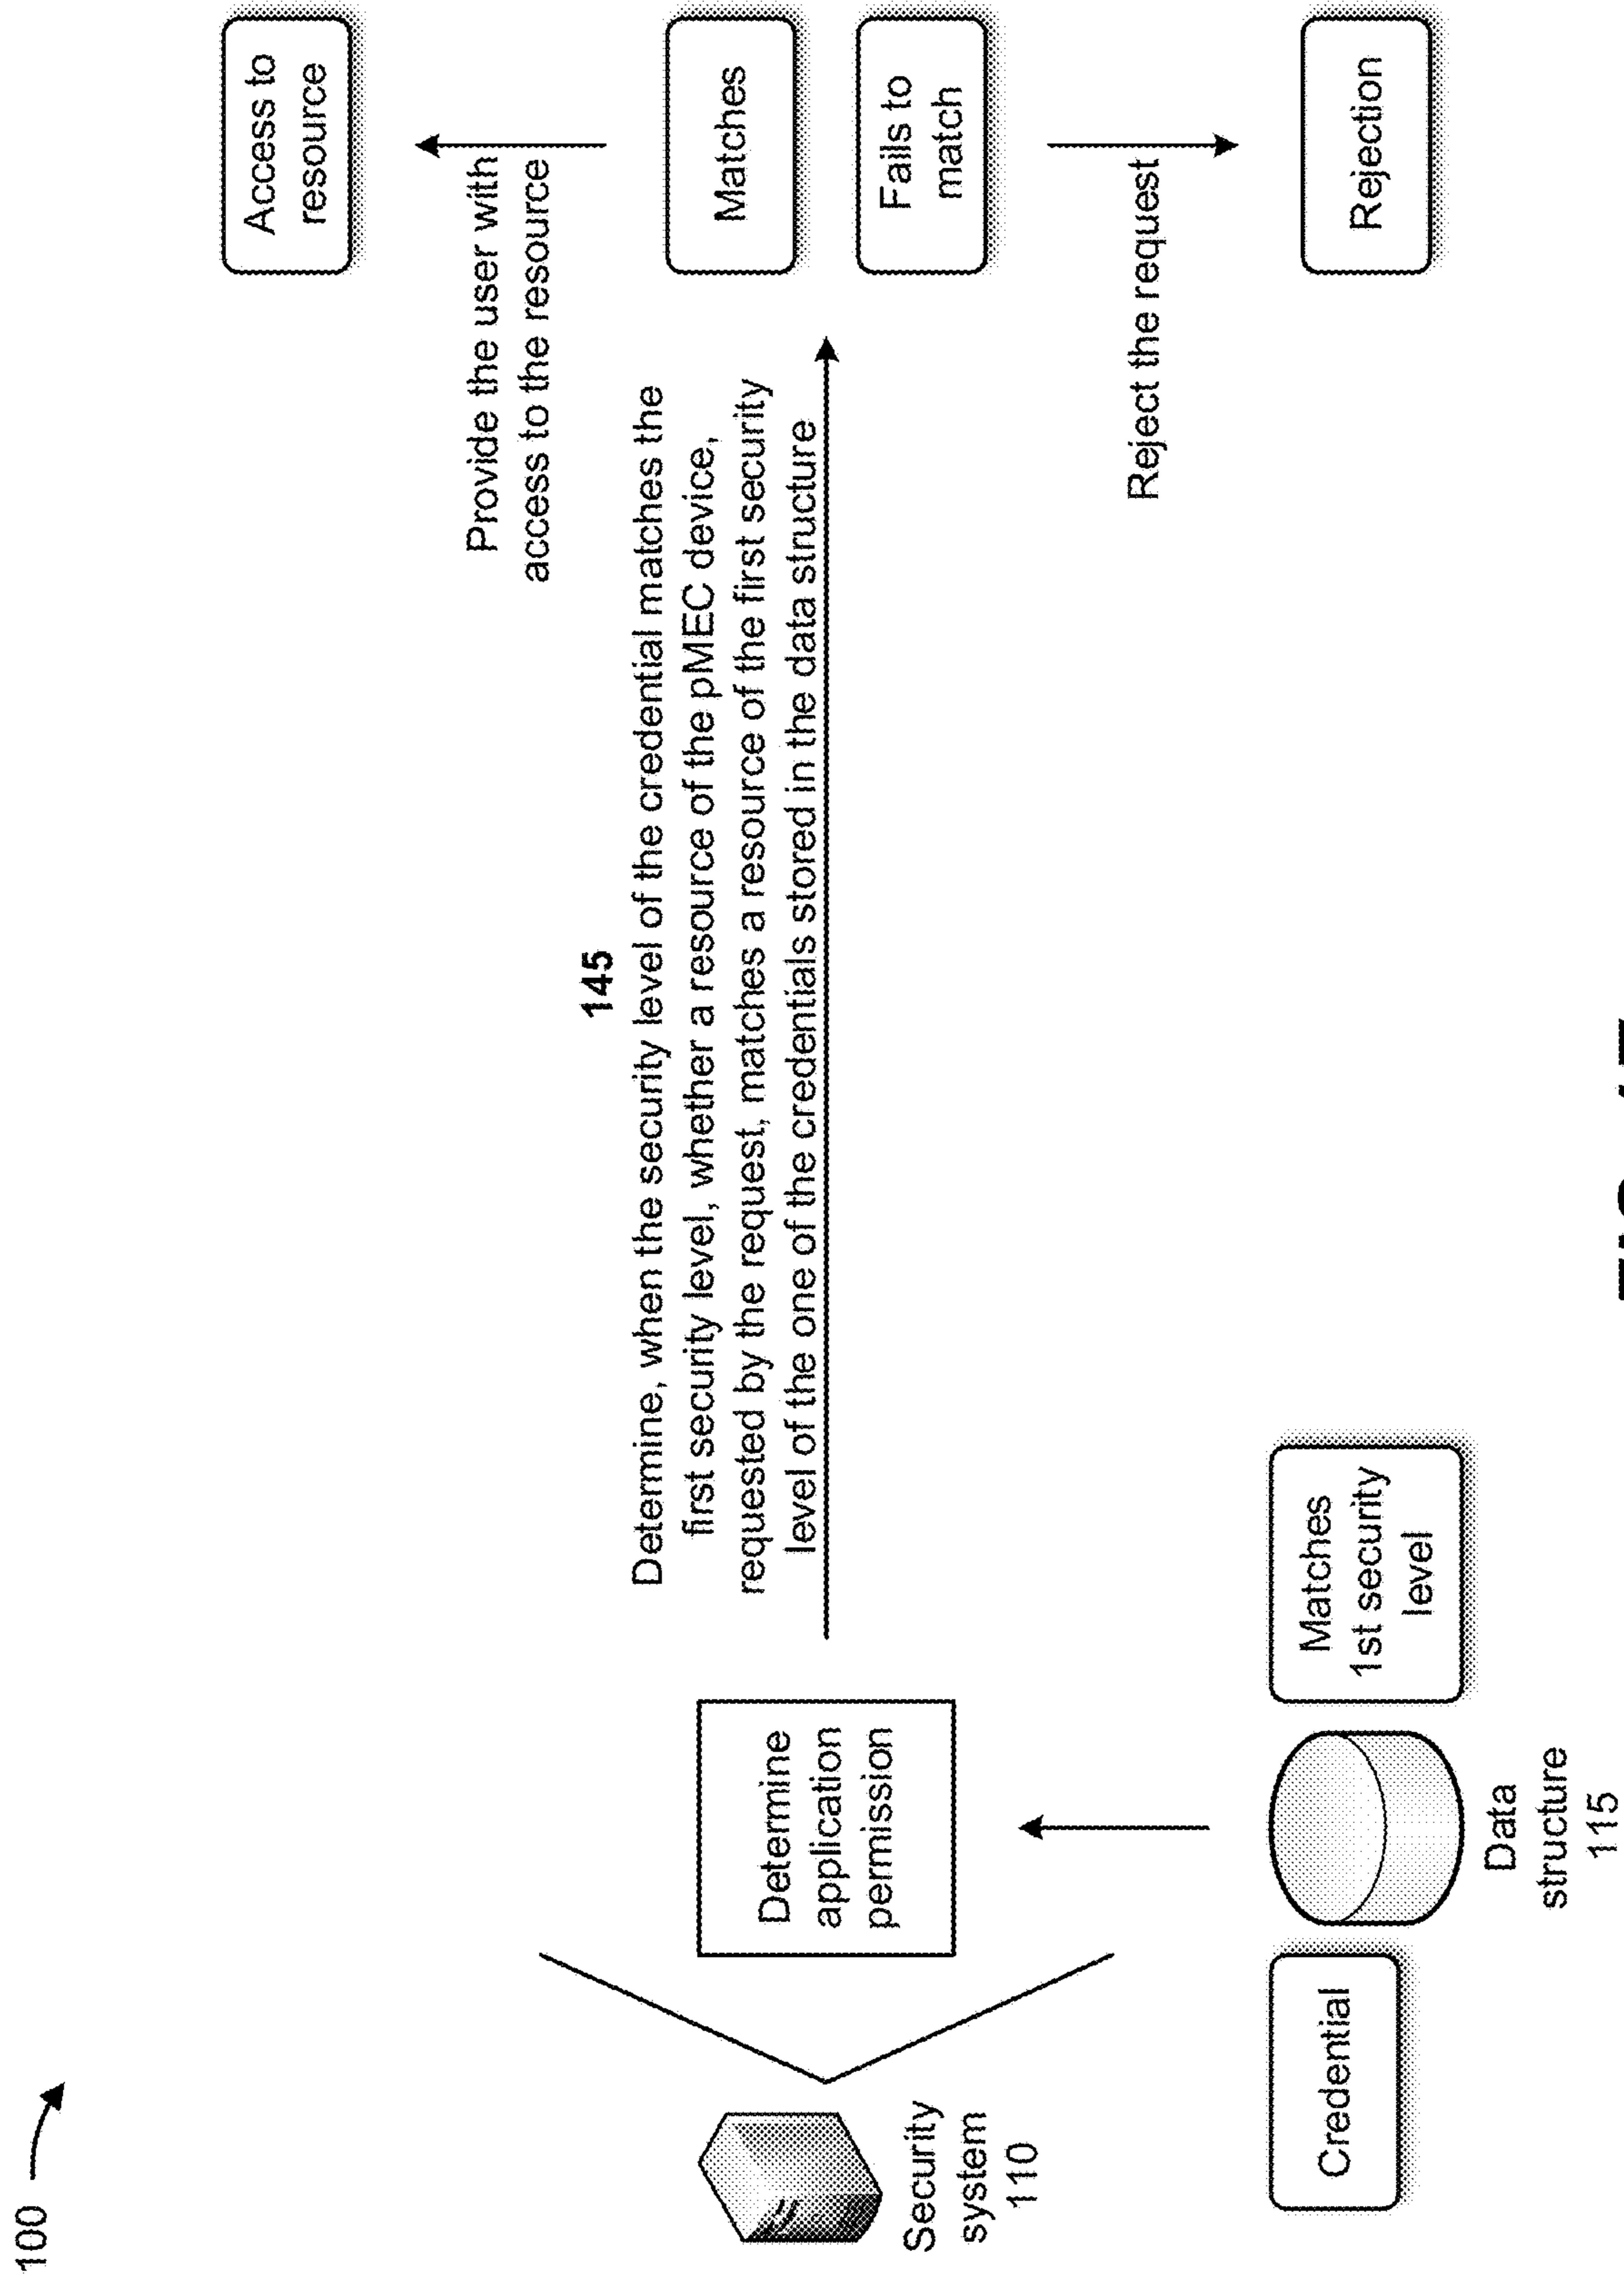 100
Access to
resource
Provide the user with
access to the resource
145
Determine, when the security level of the credential matches the
first security level, whether a resource of the pMEC device,
requested by the request, matches a resource of the first security
level of the one of the credentials stored in the data structure
Matches
Fails to
match
Reject the request
Rejection
Security
system
110
Determine
application
permission
Credential
Data
structure
115
Matches
1st security
level